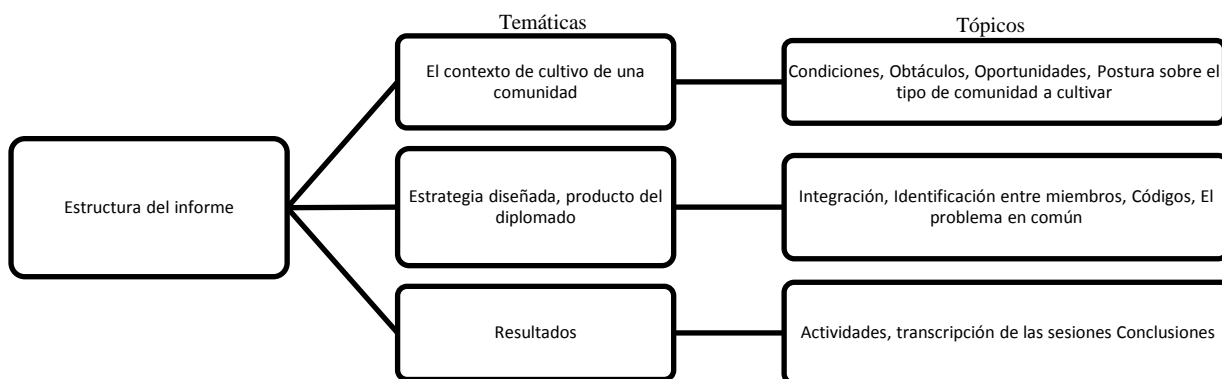 Temáticas
Tópicos
El contexto de cultivo de una
comunidad
Condiciones, Obtáculos, Oportunidades, Postura sobre el
tipo de comunidad a cultivar
Estructura del informe
Estrategia diseñada, producto del
diplomado
Integración, Identificación entre miembros, Códigos, El
problema en común
Resultados
Actividades, transcripción de las sesiones Conclusiones